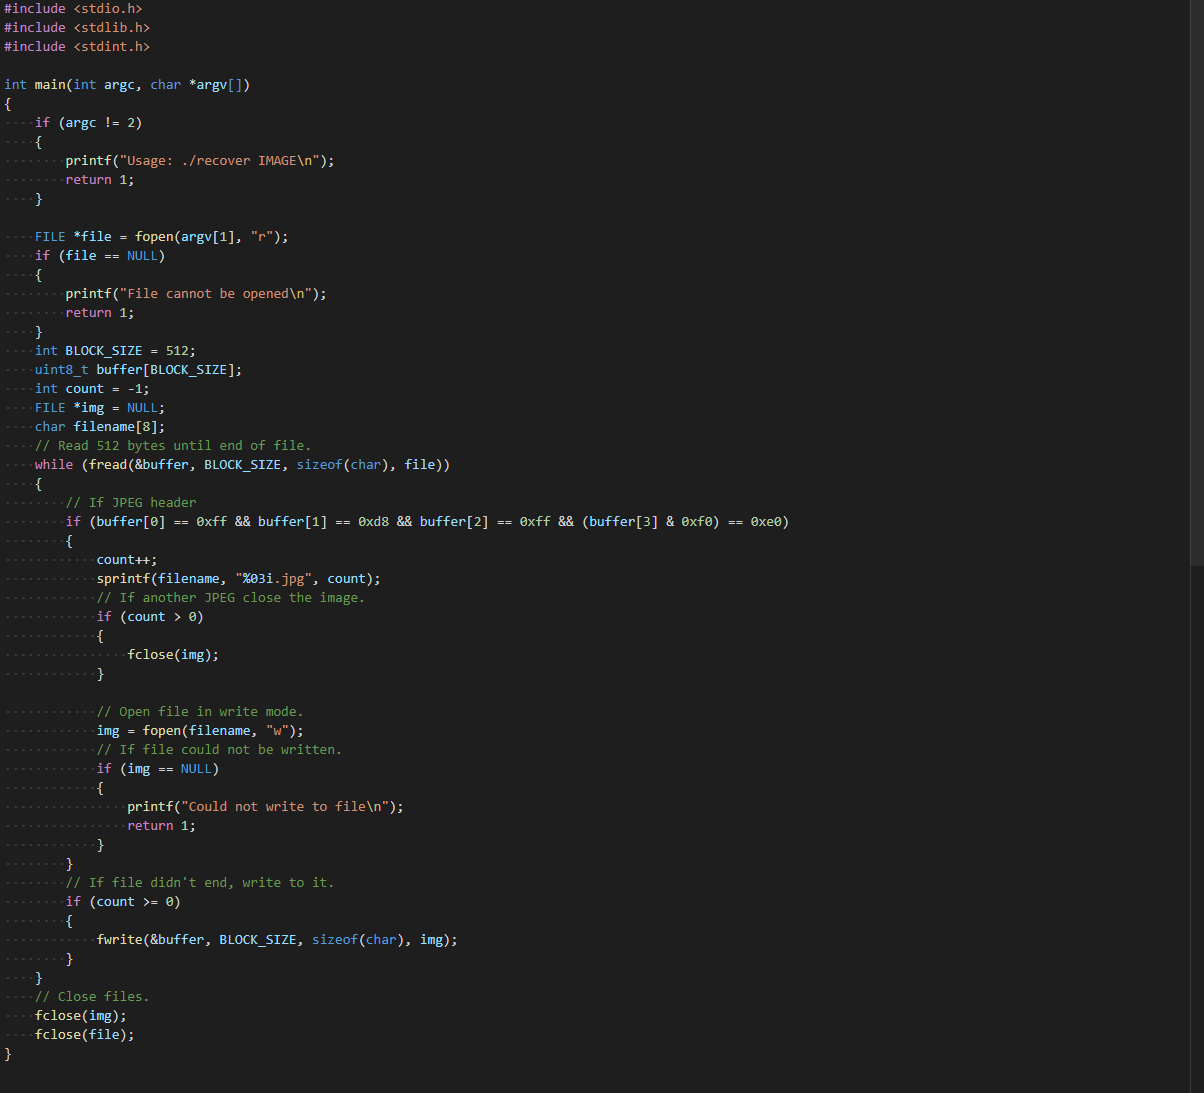 #include <stdio.h>
#include <stdlib.h>
#include <stdint.h>

int main(int argc, char *argv[])
{
    if (argc != 2)
    {
        printf("Usage: ./recover IMAGE\n");
        return 1;
    }

    FILE *file = fopen(argv[1], "r");
    if (file == NULL)
    {
        printf("File cannot be opened\n");
        return 1;
    }
    int BLOCK_SIZE = 512;
    uint8_t buffer[BLOCK_SIZE];
    int count = -1;
    FILE *img = NULL;
    char filename[8];
    // Read 512 bytes until end of file.
    while (fread(&buffer, BLOCK_SIZE, sizeof(char), file))
    {
        // If JPEG header
        if (buffer[0] == 0xff && buffer[1] == 0xd8 && buffer[2] == 0xff && (buffer[3] & 0xf0) == 0xe0)
        {
            count++;
            sprintf(filename, "%03i.jpg", count);
            // If another JPEG close the image.
            if (count > 0)
            {
                fclose(img);
            }

            // Open file in write mode.
            img = fopen(filename, "w");
            // If file could not be written.
            if (img == NULL)
            {
                printf("Could not write to file\n");
                return 1;
            }
        }
        // If file didn't end, write to it.
        if (count >= 0)
        {
            fwrite(&buffer, BLOCK_SIZE, sizeof(char), img);
        }
    }
    // Close files.
    fclose(img);
    fclose(file);
}